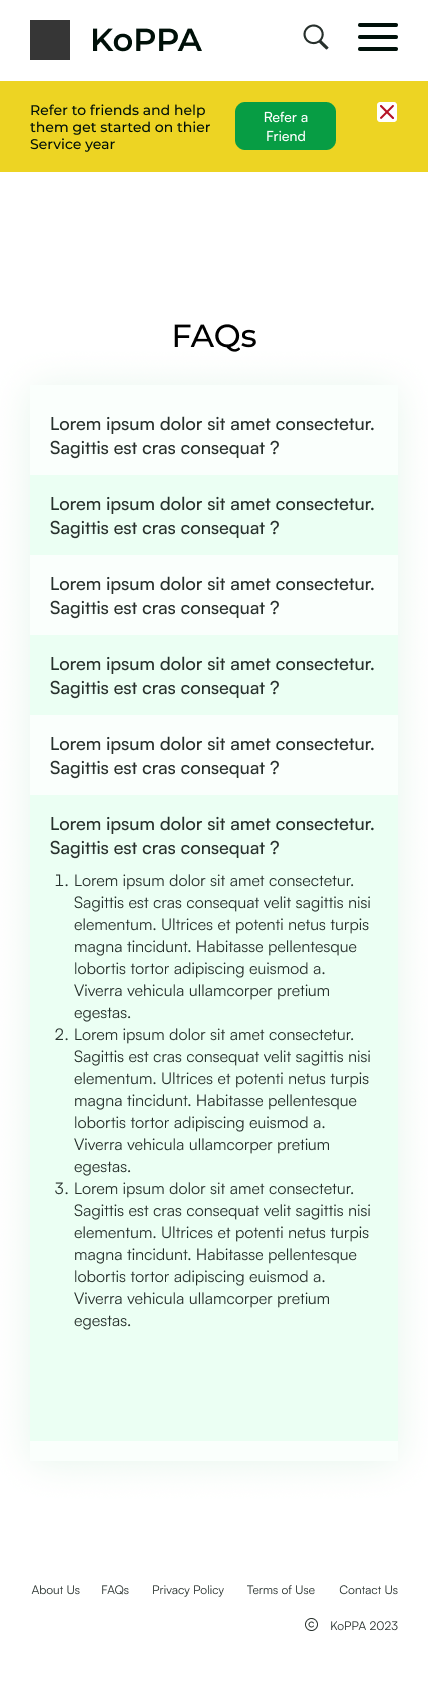 KoPPA
Refer to friends and help
them get started on thier
Service year
Refer a
Friend
FAQs
Lorem ipsum dolor sit amet consectetur.
Sagittis est cras consequat ?
Lorem ipsum dolor sit amet consectetur.
Sagittis est cras consequat ?
Lorem ipsum dolor sit amet consectetur.
Sagittis est cras consequat ?
Lorem ipsum dolor sit amet consectetur.
Sagittis est cras consequat ?
Lorem ipsum dolor sit amet consectetur.
Sagittis est cras consequat ?
Lorem ipsum dolor sit amet consectetur.
Sagittis est cras consequat ?
1. Lorem ipsum dolor sit amet consectetur.
Sagittis est cras consequat velit sagittis nisi
elementum. Ultrices et potenti netus turpis
magna tincidunt. Habitasse pellentesque
lobortis tortor adipiscing euismod a.
Viverra vehicula ullamcorper pretium
egestas.
2. Lorem ipsum dolor sit amet consectetur.
Sagittis est cras consequat velit sagittis nisi
elementum. Ultrices et potenti netus turpis
magna tincidunt. Habitasse pellentesque
lobortis tortor adipiscing euismod a.
Viverra vehicula ullamcorper pretium
egestas.
3. Lorem ipsum dolor sit amet consectetur.
Sagittis est cras consequat velit sagittis nisi
elementum. Ultrices et potenti netus turpis
magna tincidunt. Habitasse pellentesque
lobortis tortor adipiscing euismod a.
Viverra vehicula ullamcorper pretium
egestas.
About Us FAQs Privacy Policy Terms of Use Contact Us
© KoPPA 2023